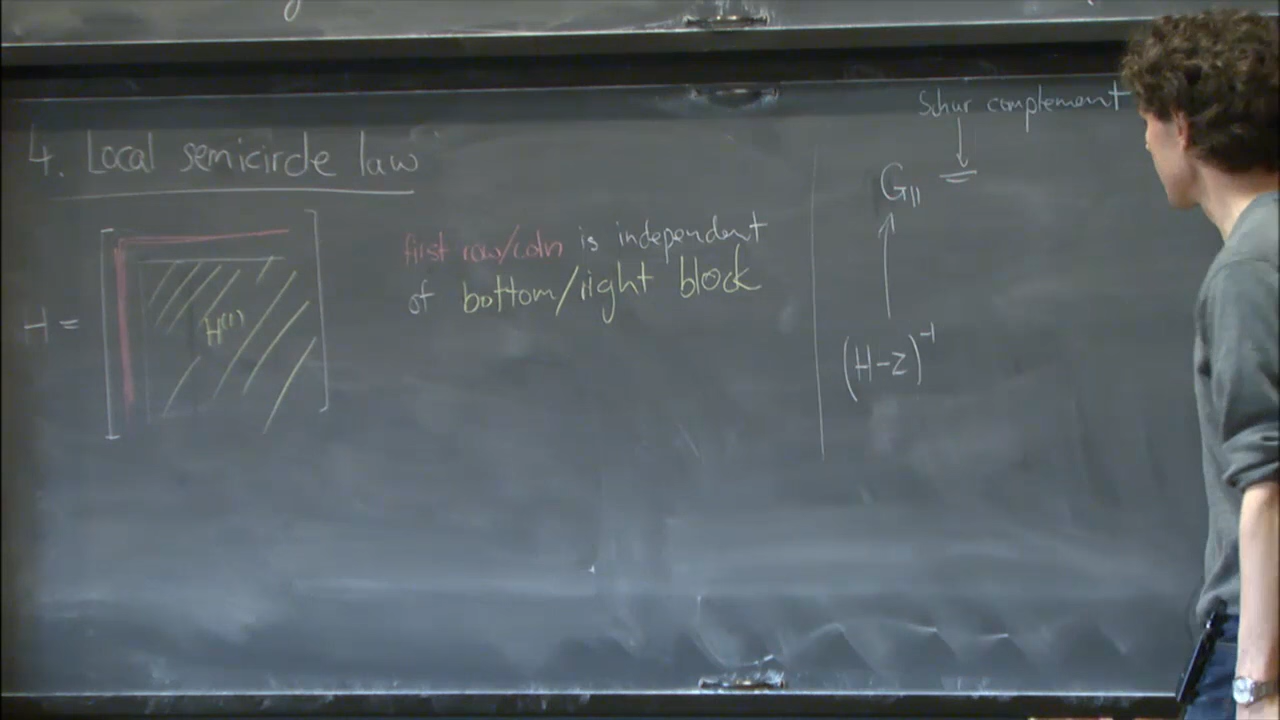 4. Local semicircle law
H =
H⁽¹⁾
first row/coln is independent
of bottom/right block
Schur complement
G₁₁ =
(H-z)⁻¹